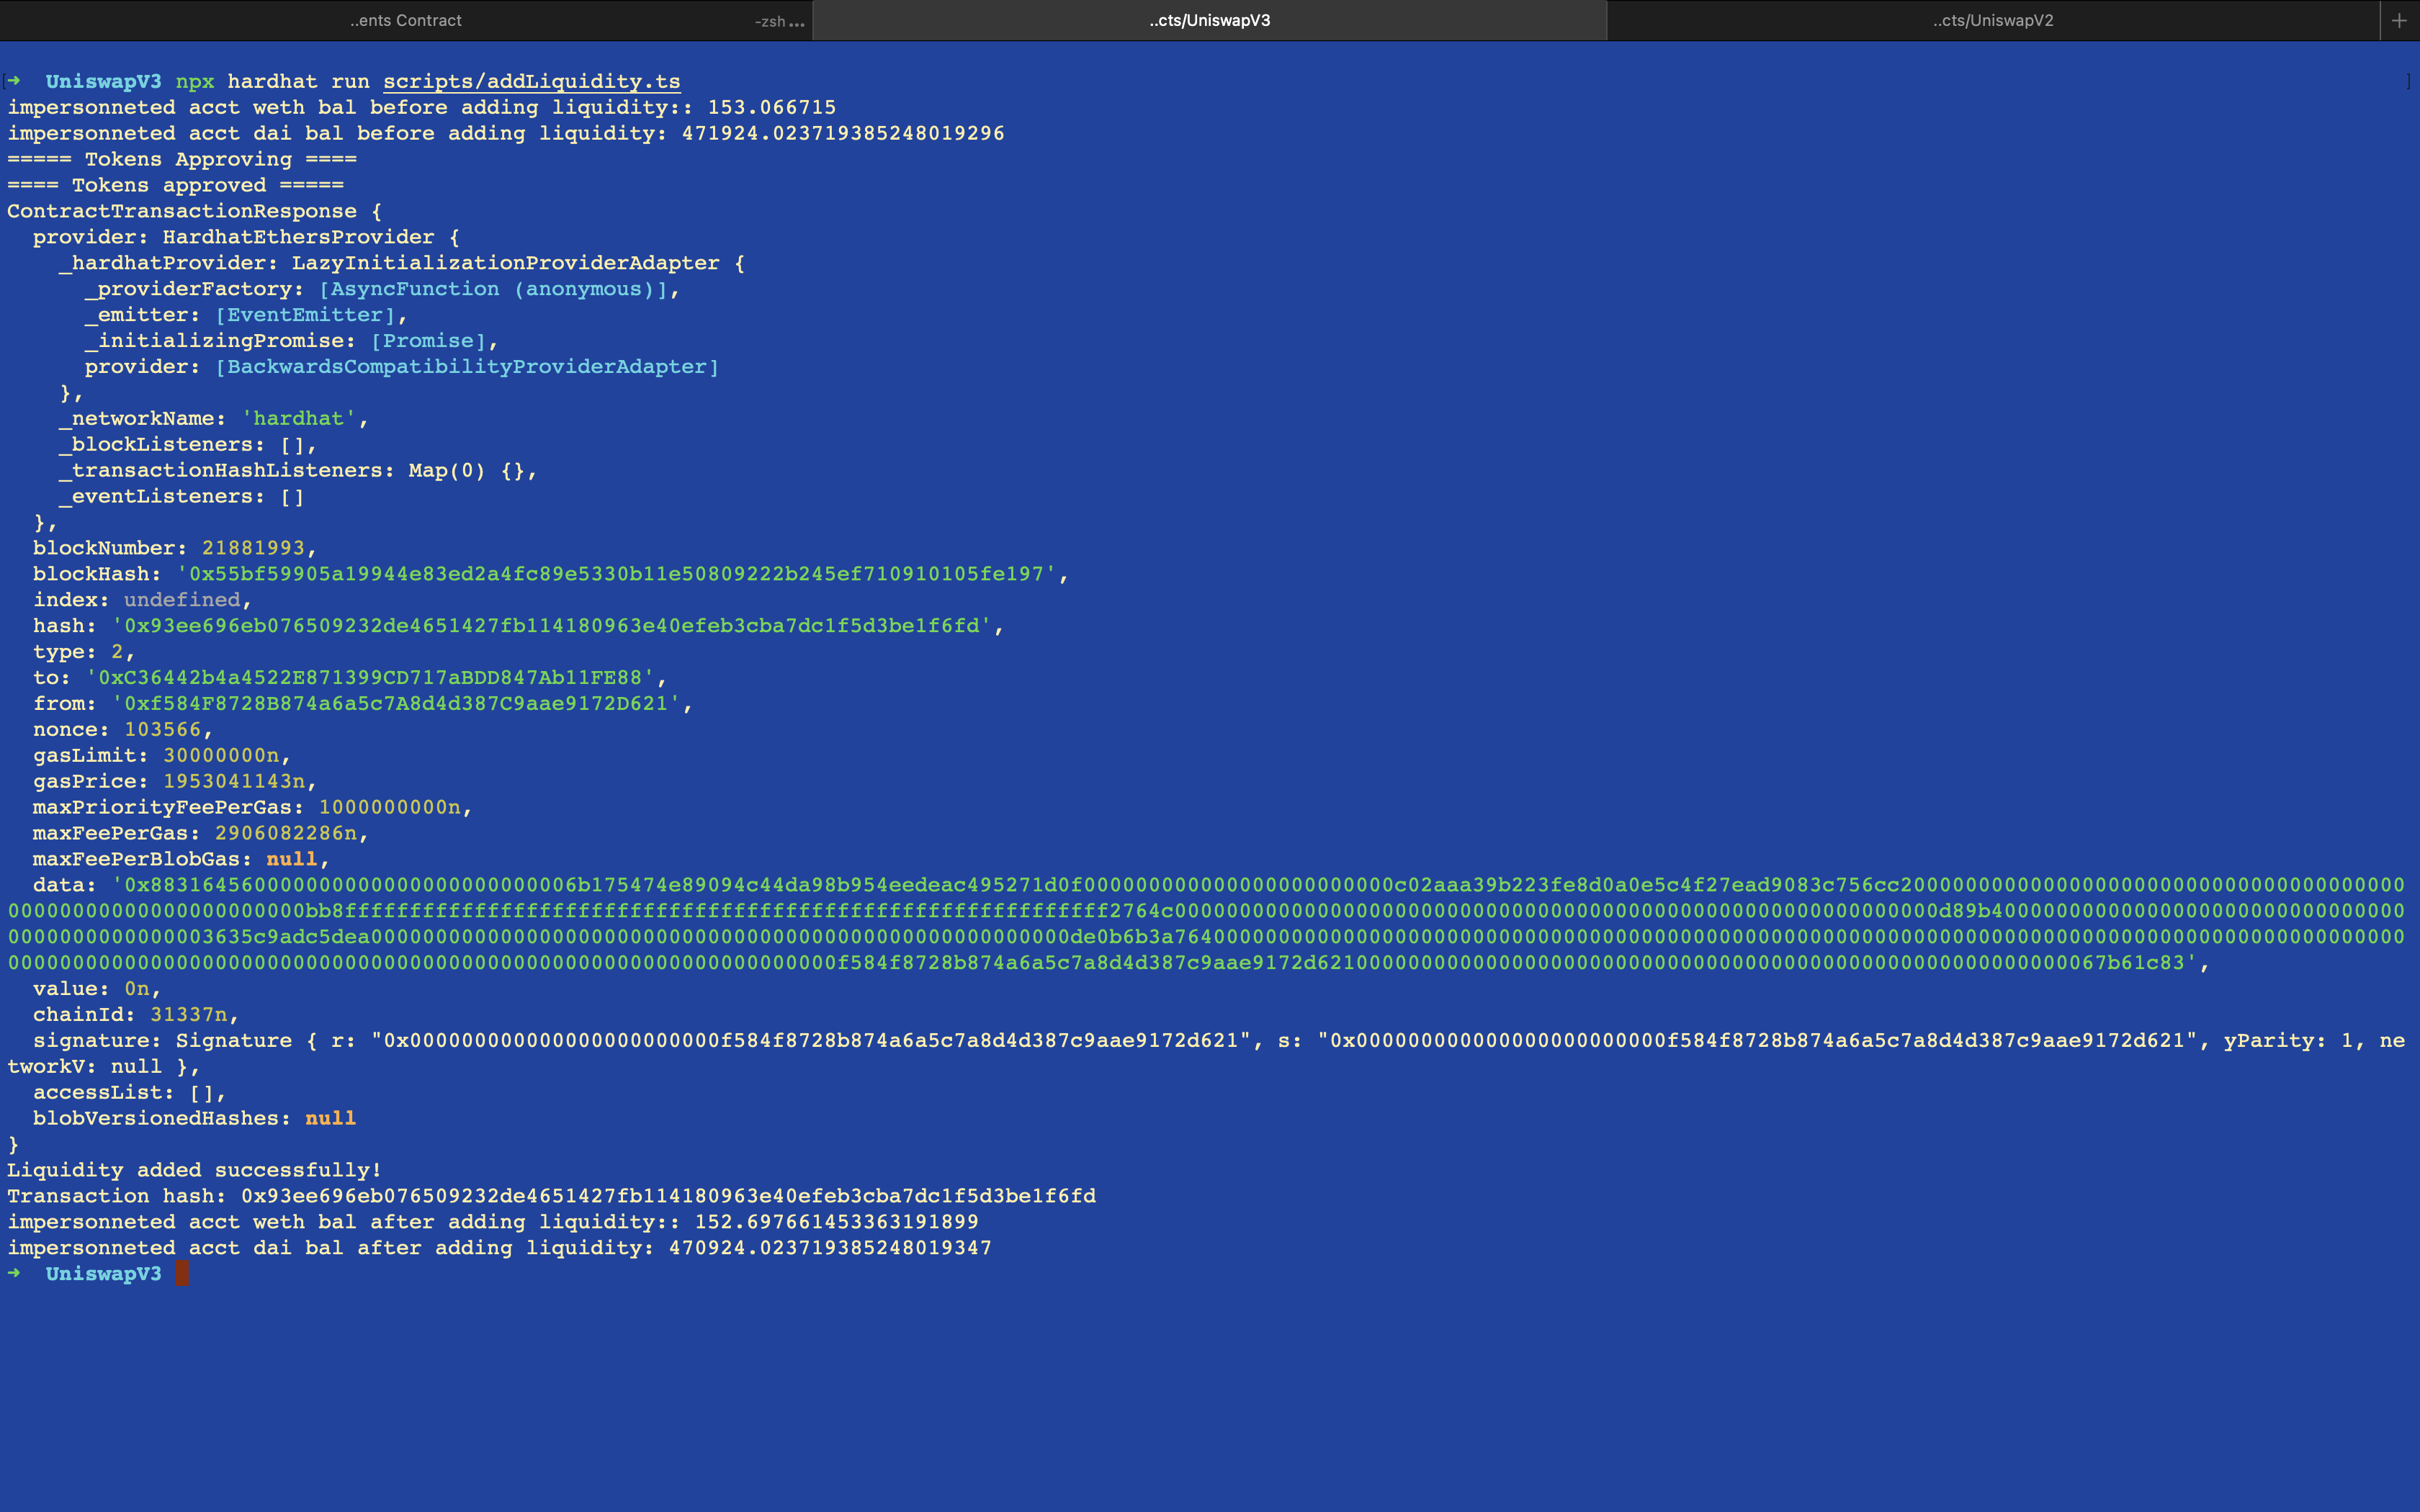 ..ents Contract -zsh ... ..cts/UniswapV3 ..cts/UniswapV2 +
[➜ UniswapV3 npx hardhat run scripts/addLiquidity.ts ]
impersonneted acct weth bal before adding liquidity:: 153.066715
impersonneted acct dai bal before adding liquidity: 471924.023719385248019296
===== Tokens Approving ====
==== Tokens approved =====
ContractTransactionResponse {
  provider: HardhatEthersProvider {
    _hardhatProvider: LazyInitializationProviderAdapter {
      _providerFactory: [AsyncFunction (anonymous)],
      _emitter: [EventEmitter],
      _initializingPromise: [Promise],
      provider: [BackwardsCompatibilityProviderAdapter]
    },
    _networkName: 'hardhat',
    _blockListeners: [],
    _transactionHashListeners: Map(0) {},
    _eventListeners: []
  },
  blockNumber: 21881993,
  blockHash: '0x55bf59905a19944e83ed2a4fc89e5330b11e50809222b245ef710910105fe197',
  index: undefined,
  hash: '0x93ee696eb076509232de4651427fb114180963e40efeb3cba7dc1f5d3be1f6fd',
  type: 2,
  to: '0xC36442b4a4522E871399CD717aBDD847Ab11FE88',
  from: '0xf584F8728B874a6a5c7A8d4d387C9aae9172D621',
  nonce: 103566,
  gasLimit: 30000000n,
  gasPrice: 1953041143n,
  maxPriorityFeePerGas: 1000000000n,
  maxFeePerGas: 2906082286n,
  maxFeePerBlobGas: null,
  data: '0x883164560000000000000000000000006b175474e89094c44da98b954eedeac495271d0f000000000000000000000000c02aaa39b223fe8d0a0e5c4f27ead9083c756cc200000000000000000000000000000000000000
00000000000000000000000bb8fffffffffffffffffffffffffffffffffffffffffffffffffffffffffff2764c00000000000000000000000000000000000000000000000000000000000d89b40000000000000000000000000000000
0000000000000003635c9adc5dea000000000000000000000000000000000000000000000000000000de0b6b3a76400000000000000000000000000000000000000000000000000000000000000000000000000000000000000000000
0000000000000000000000000000000000000000000000000000000000000000f584f8728b874a6a5c7a8d4d387c9aae9172d6210000000000000000000000000000000000000000000000000000000067b61c83',
  value: 0n,
  chainId: 31337n,
  signature: Signature { r: "0x000000000000000000000000f584f8728b874a6a5c7a8d4d387c9aae9172d621", s: "0x000000000000000000000000f584f8728b874a6a5c7a8d4d387c9aae9172d621", yParity: 1, ne
tworkV: null },
  accessList: [],
  blobVersionedHashes: null
}
Liquidity added successfully!
Transaction hash: 0x93ee696eb076509232de4651427fb114180963e40efeb3cba7dc1f5d3be1f6fd
impersonneted acct weth bal after adding liquidity:: 152.697661453363191899
impersonneted acct dai bal after adding liquidity: 470924.023719385248019347
➜ UniswapV3